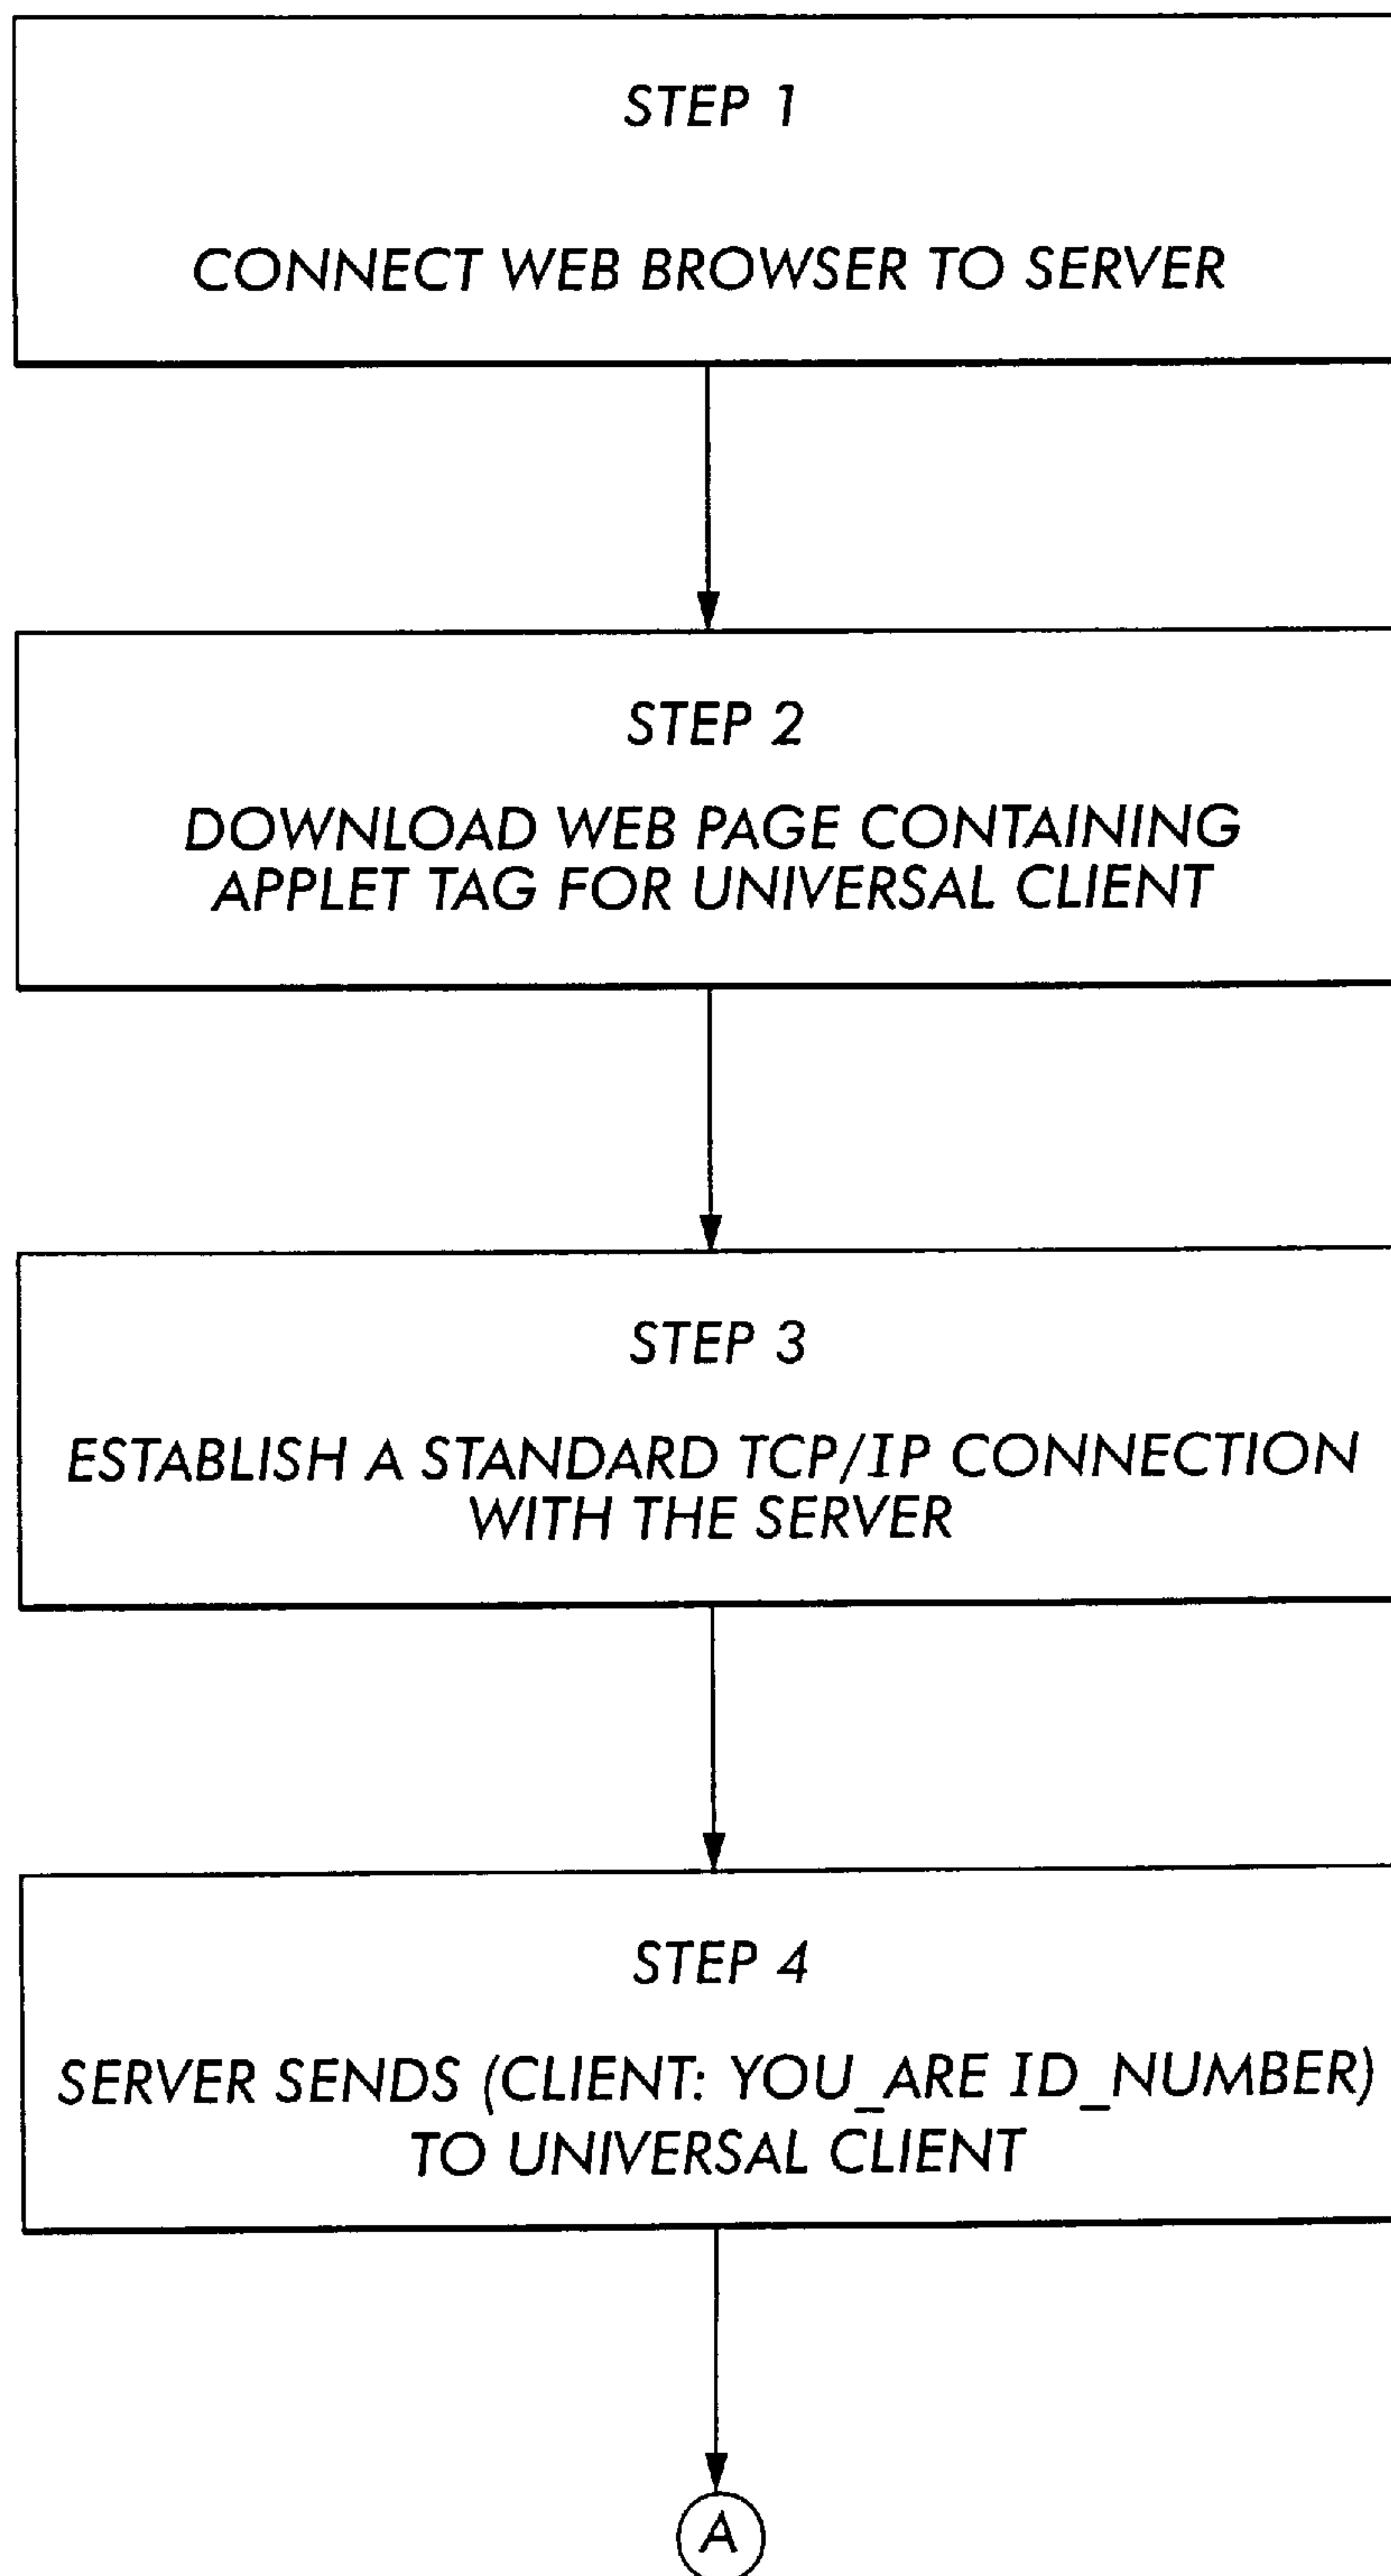 STEP 1
CONNECT WEB BROWSER TO SERVER
STEP 2
DOWNLOAD WEB PAGE CONTAINING
APPLET TAG FOR UNIVERSAL CLIENT
STEP 3
ESTABLISH A STANDARD TCP/IP CONNECTION
WITH THE SERVER
STEP 4
SERVER SENDS (CLIENT: YOU_ARE ID_NUMBER)
TO UNIVERSAL CLIENT
A